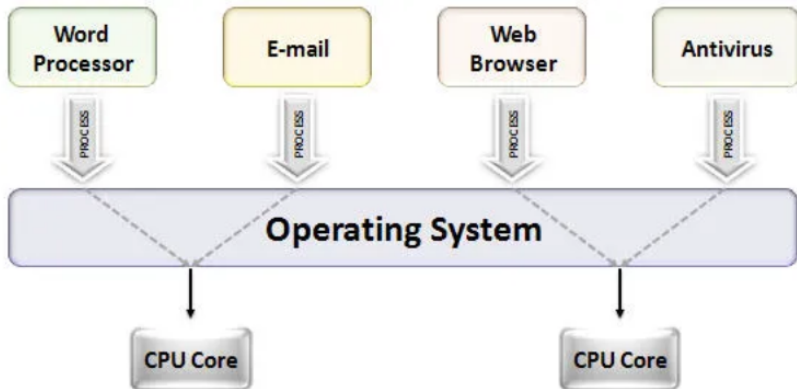 Word
Processor
E-mail
Web
Browser
Antivirus
PROCESS
PROCESS
PROCESS
PROCESS
Operating System
CPU Core
CPU Core